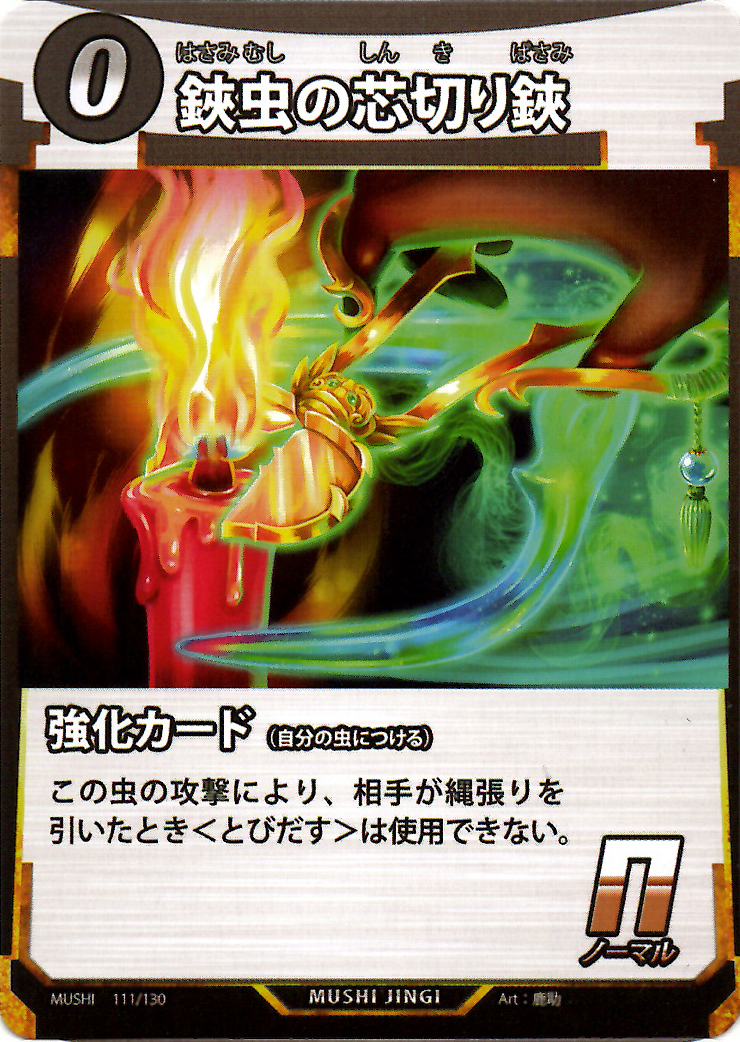 0
はさみむし しん き ばさみ
鋏虫の芯切り鋏
強化カード (自分の虫につける)
この虫の攻撃により、相手が縄張りを
引いたとき<とびだす>は使用できない。
ノーマル
MUSHI 111/130
MUSHI JINGI
Art:鹿助